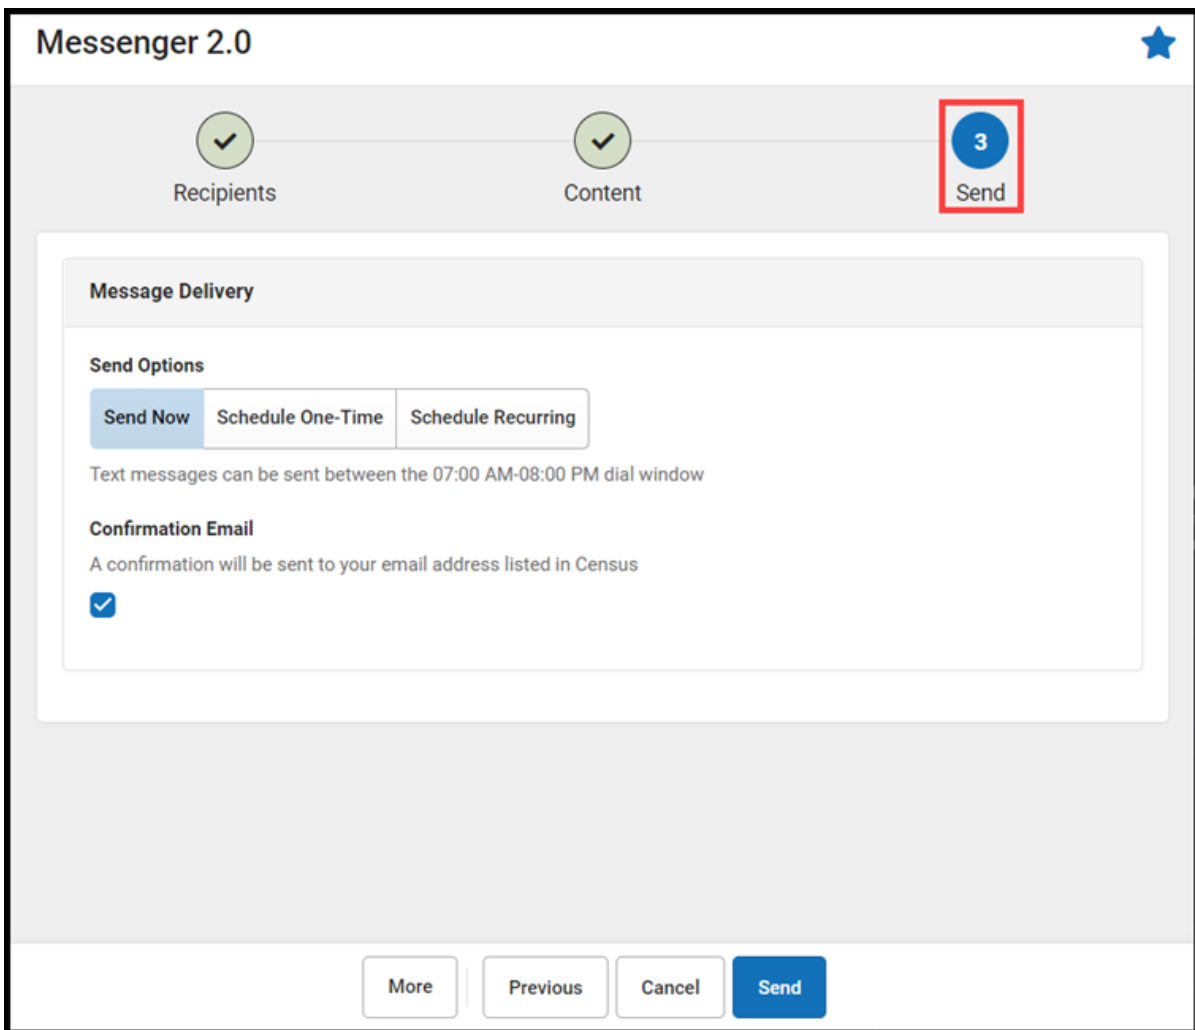 Messenger 2.0
3
Recipients
Content
Send
Message Delivery
Send Options
Send Now
Schedule One-Time
Schedule Recurring
Text messages can be sent between the 07:00 AM-08:00 PM dial window
Confirmation Email
A confirmation will be sent to your email address listed in Census
More
Previous
Cancel
Send